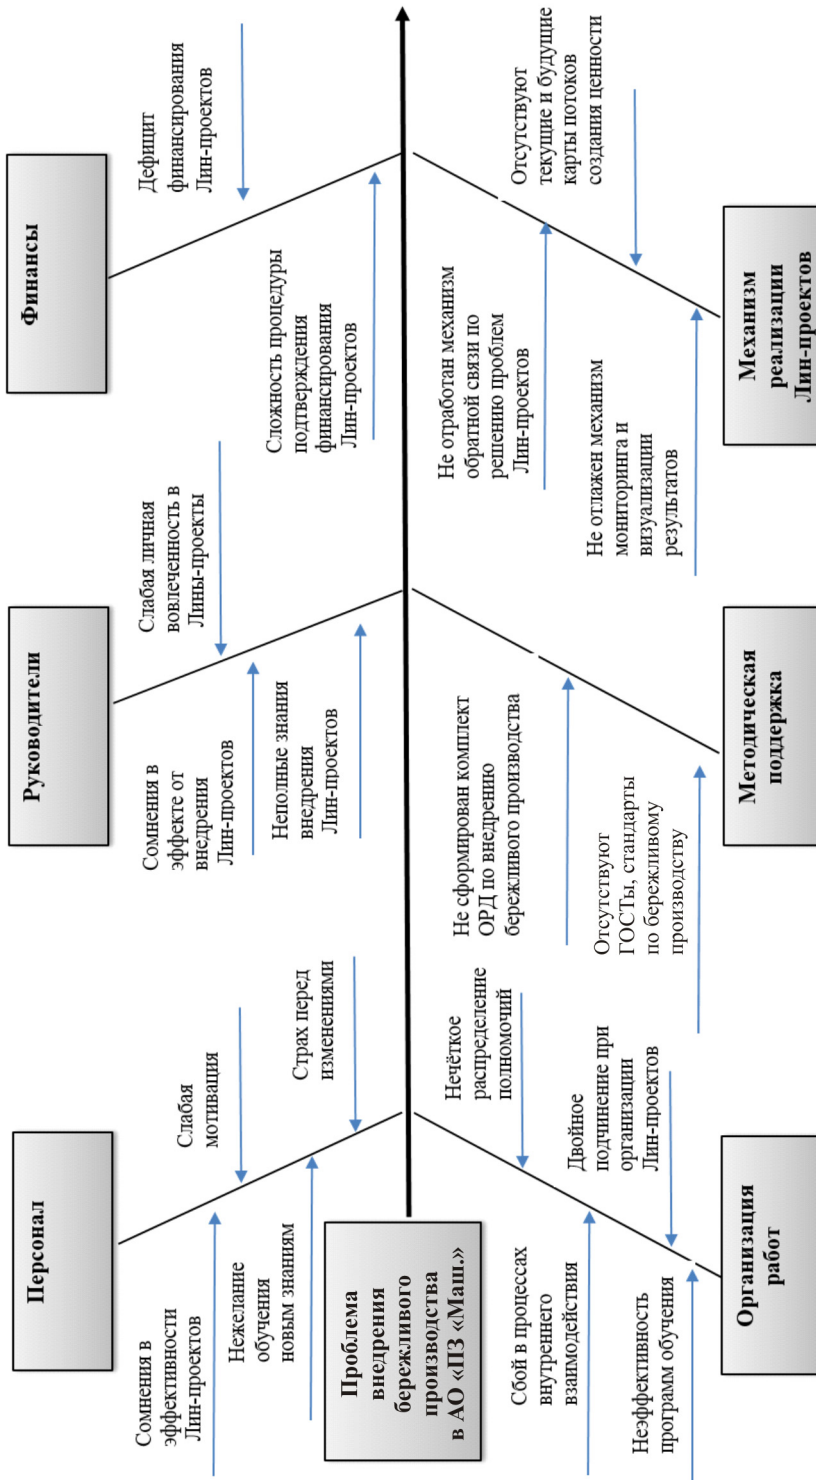 Персонал
Руководители
Финансы
Сомнения в
эффективности
Лин-проектов
Слабая
мотивация
Нежелание
обучения
новым знаниям
Страх перед
изменениями
Сомнения в
эффекте от
внедрения
Лин-проектов
Слабая личная
вовлеченность в
Лины-проекты
Неполные знания
внедрения
Лин-проектов
Дефицит
финансирования
Лин-проектов
Сложность процедуры
подтверждения
финансирования
Лин-проектов
Проблема
внедрения
бережливого
производства
в АО «ПЗ «Маш.»
Сбой в процессах
внутреннего
взаимодействия
Нечёткое
распределение
полномочий
Неэффективность
программ обучения
Двойное
подчинение при
организации
Лин-проектов
Не сформирован комплект
ОРД по внедрению
бережливого производства
Отсутствуют
ГОСТы, стандарты
по бережливому
производству
Не отработан механизм
обратной связи по
решению проблем
Лин-проектов
Отсутствуют
текущие и будущие
карты потоков
создания ценности
Не отлажен механизм
мониторинга и
визуализации
результатов
Организация
работ
Методическая
поддержка
Механизм
реализации
Лин-проектов